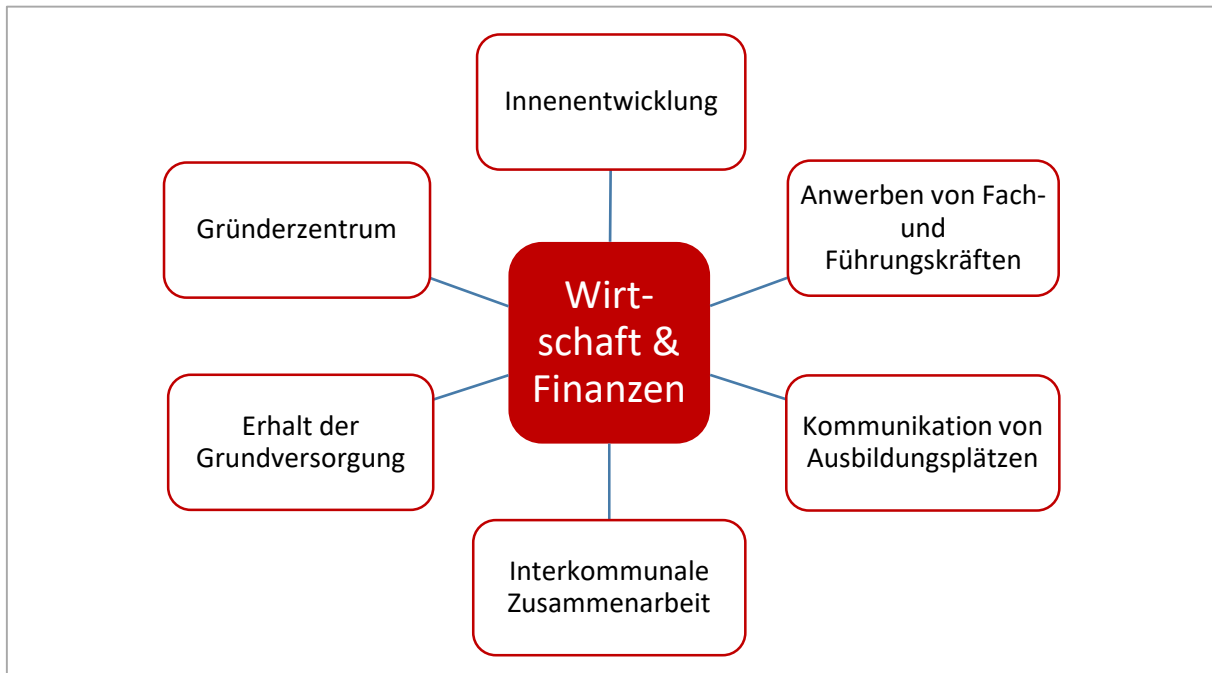 Innenentwicklung
Anwerben von Fach-
und
Führungskräften
Gründerzentrum
Wirt-
schaft &
Finanzen
Erhalt der
Grundversorgung
Kommunikation von
Ausbildungsplätzen
Interkommunale
Zusammenarbeit